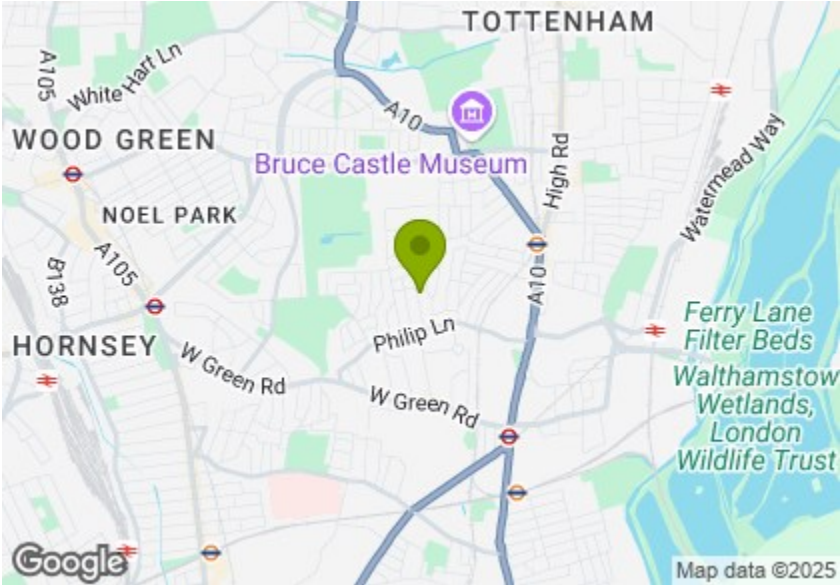 TOTTENHAM
A105
White Hart Ln
A10
WOOD GREEN
Bruce Castle Museum
High Rd
Watermead Way
NOEL PARK
A105
B138
A10
Ferry Lane
Filter Beds
Philip Ln
HORNSEY
W Green Rd
W Green Rd
Walthamstow
Wetlands,
London
Wildlife Trust
Google
Map data ©2025